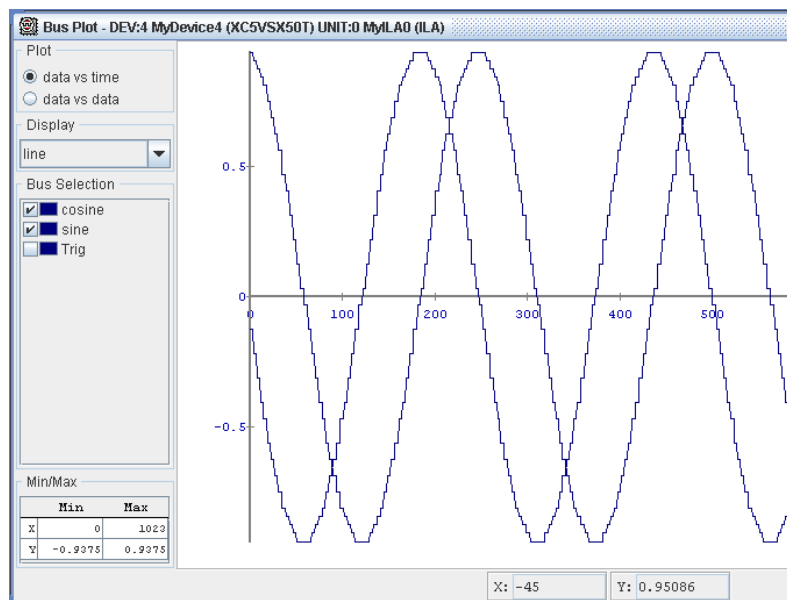 Bus Plot - DEV:4 MyDevice4 (XC5VSX50T) UNIT:0 MyILA0 (ILA)
Plot
data vs time
data vs data
Display
line
Bus Selection
cosine
sine
Trig
Min/Max
Min Max
X 0 1023
Y -0.9375 0.9375
0.5
0
-0.5
0 100 200 300 400 500
X: -45 Y: 0.95086